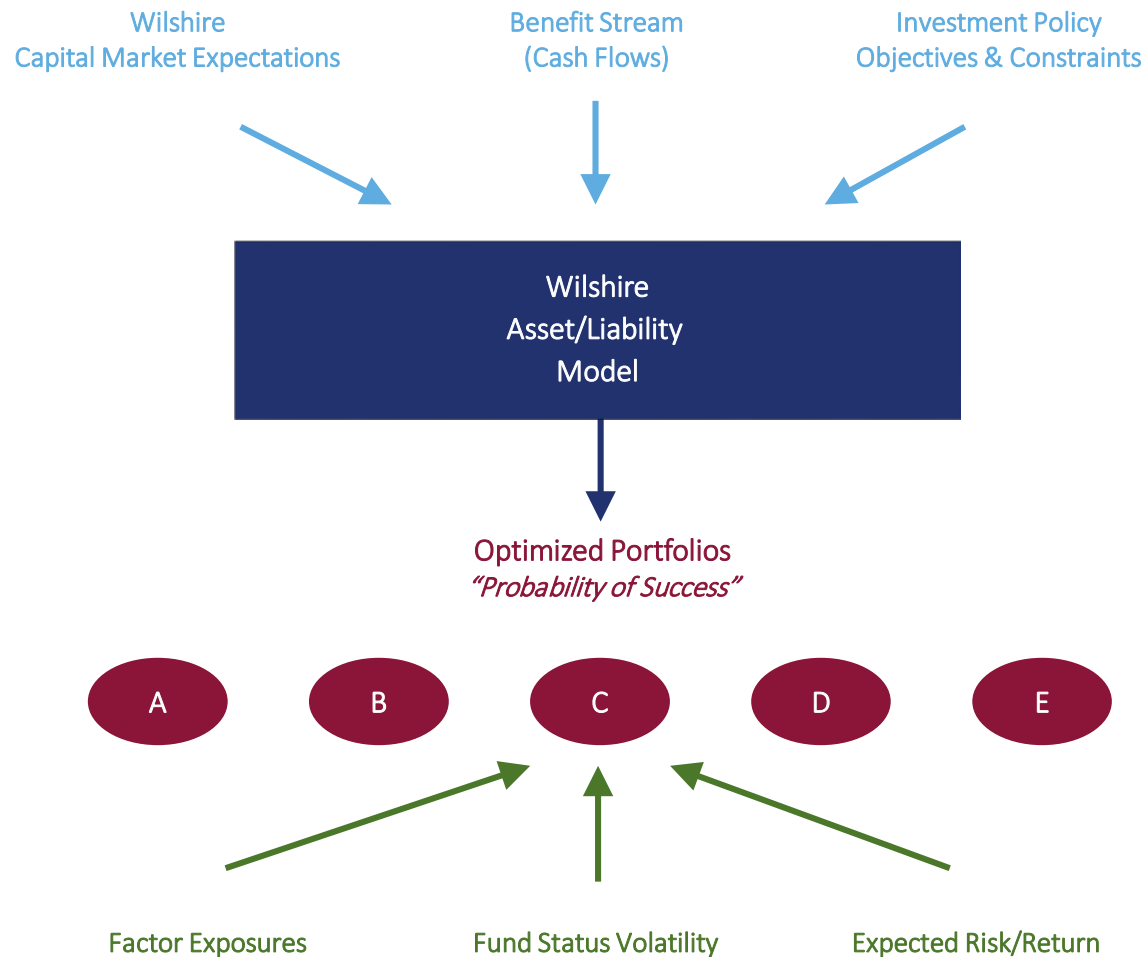 Wilshire
Capital Market Expectations
Benefit Stream
(Cash Flows)
Investment Policy
Objectives & Constraints
Wilshire
Asset/Liability
Model
Optimized Portfolios
“Probability of Success”
A
B
C
D
E
Factor Exposures
Fund Status Volatility
Expected Risk/Return